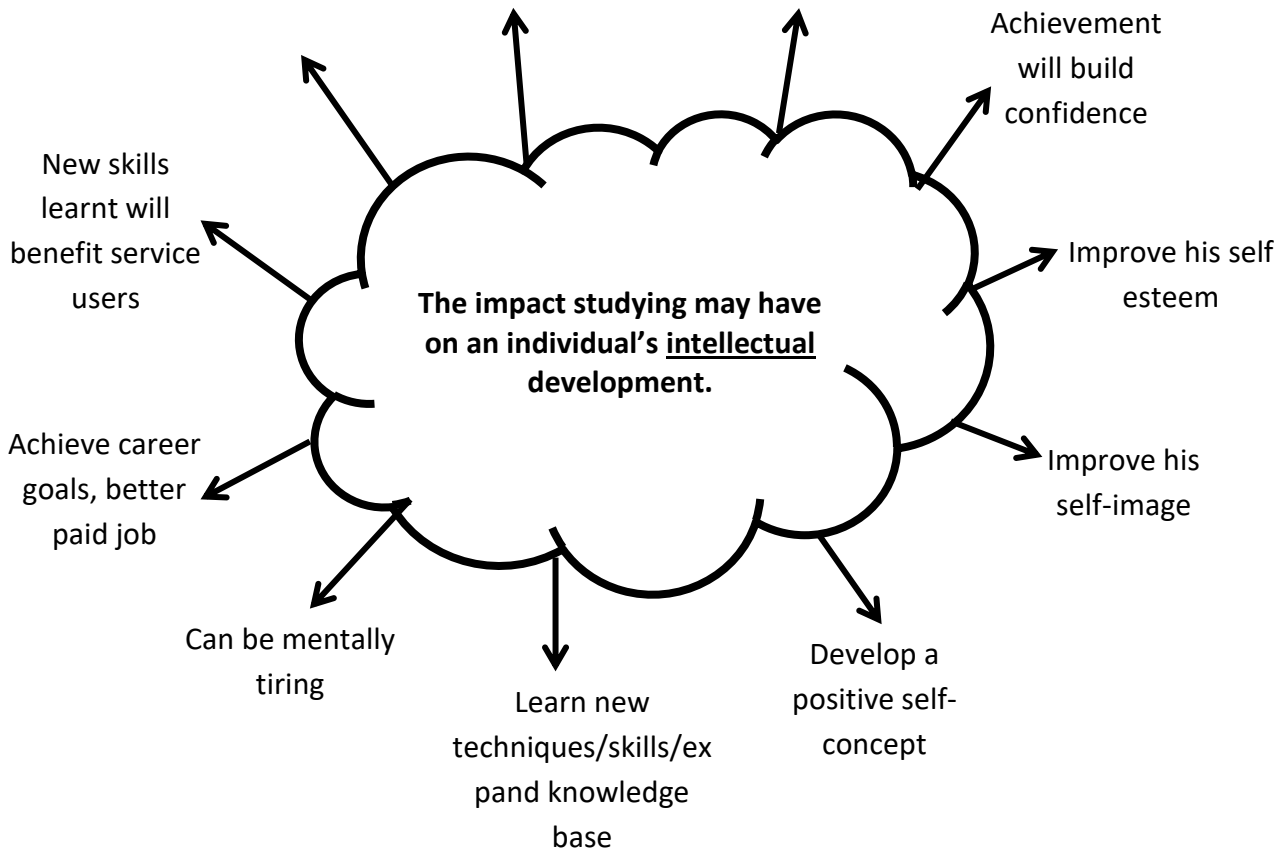 Achievement
will build
confidence
New skills
learnt will
benefit service
users
Improve his self
esteem
The impact studying may have
on an individual’s intellectual
development.
Achieve career
goals, better
paid job
Improve his
self-image
Can be mentally
tiring
Learn new
techniques/skills/ex
pand knowledge
base
Develop a
positive self-
concept